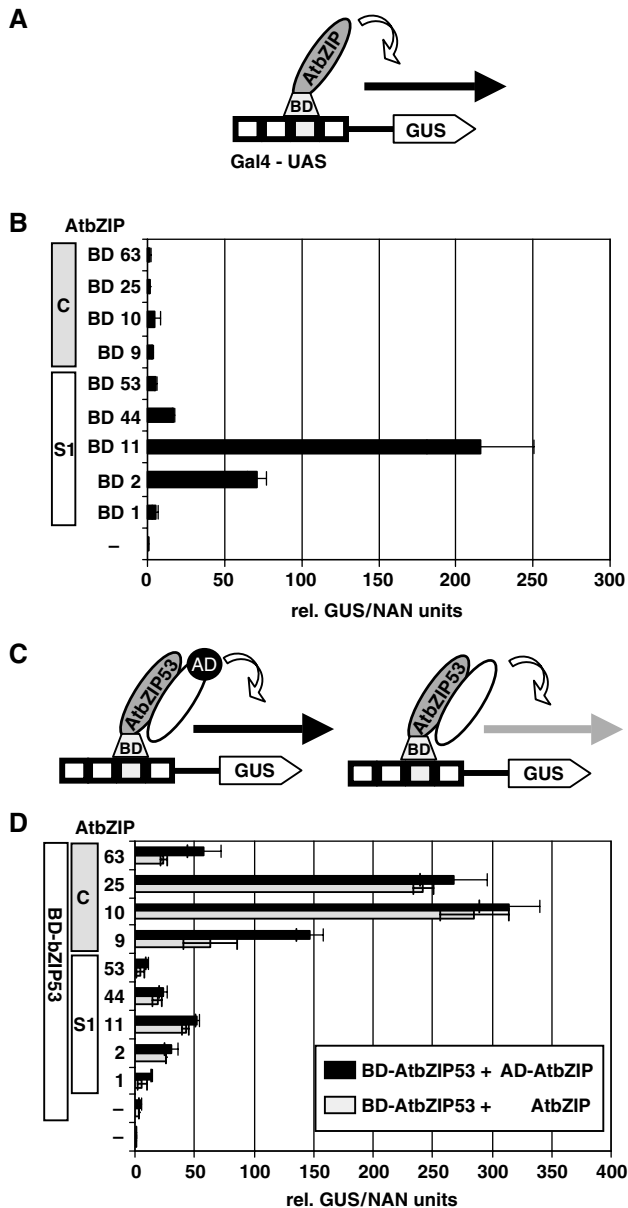 A
AtbZIP
BD
GUS
Gal4 - UAS
B
AtbZIP
C
BD 63
BD 25
BD 10
BD 9
S1
BD 53
BD 44
BD 11
BD 2
BD 1
–
0 50 100 150 200 250 300
rel. GUS/NAN units
C
AtbZIP53
AD
BD
GUS
AtbZIP53
BD
GUS
D
AtbZIP
BD-bZIP53
C
63
25
10
9
S1
53
44
11
2
1
–
–
BD-AtbZIP53 + AD-AtbZIP
BD-AtbZIP53 + AtbZIP
0 50 100 150 200 250 300 350 400
rel. GUS/NAN units